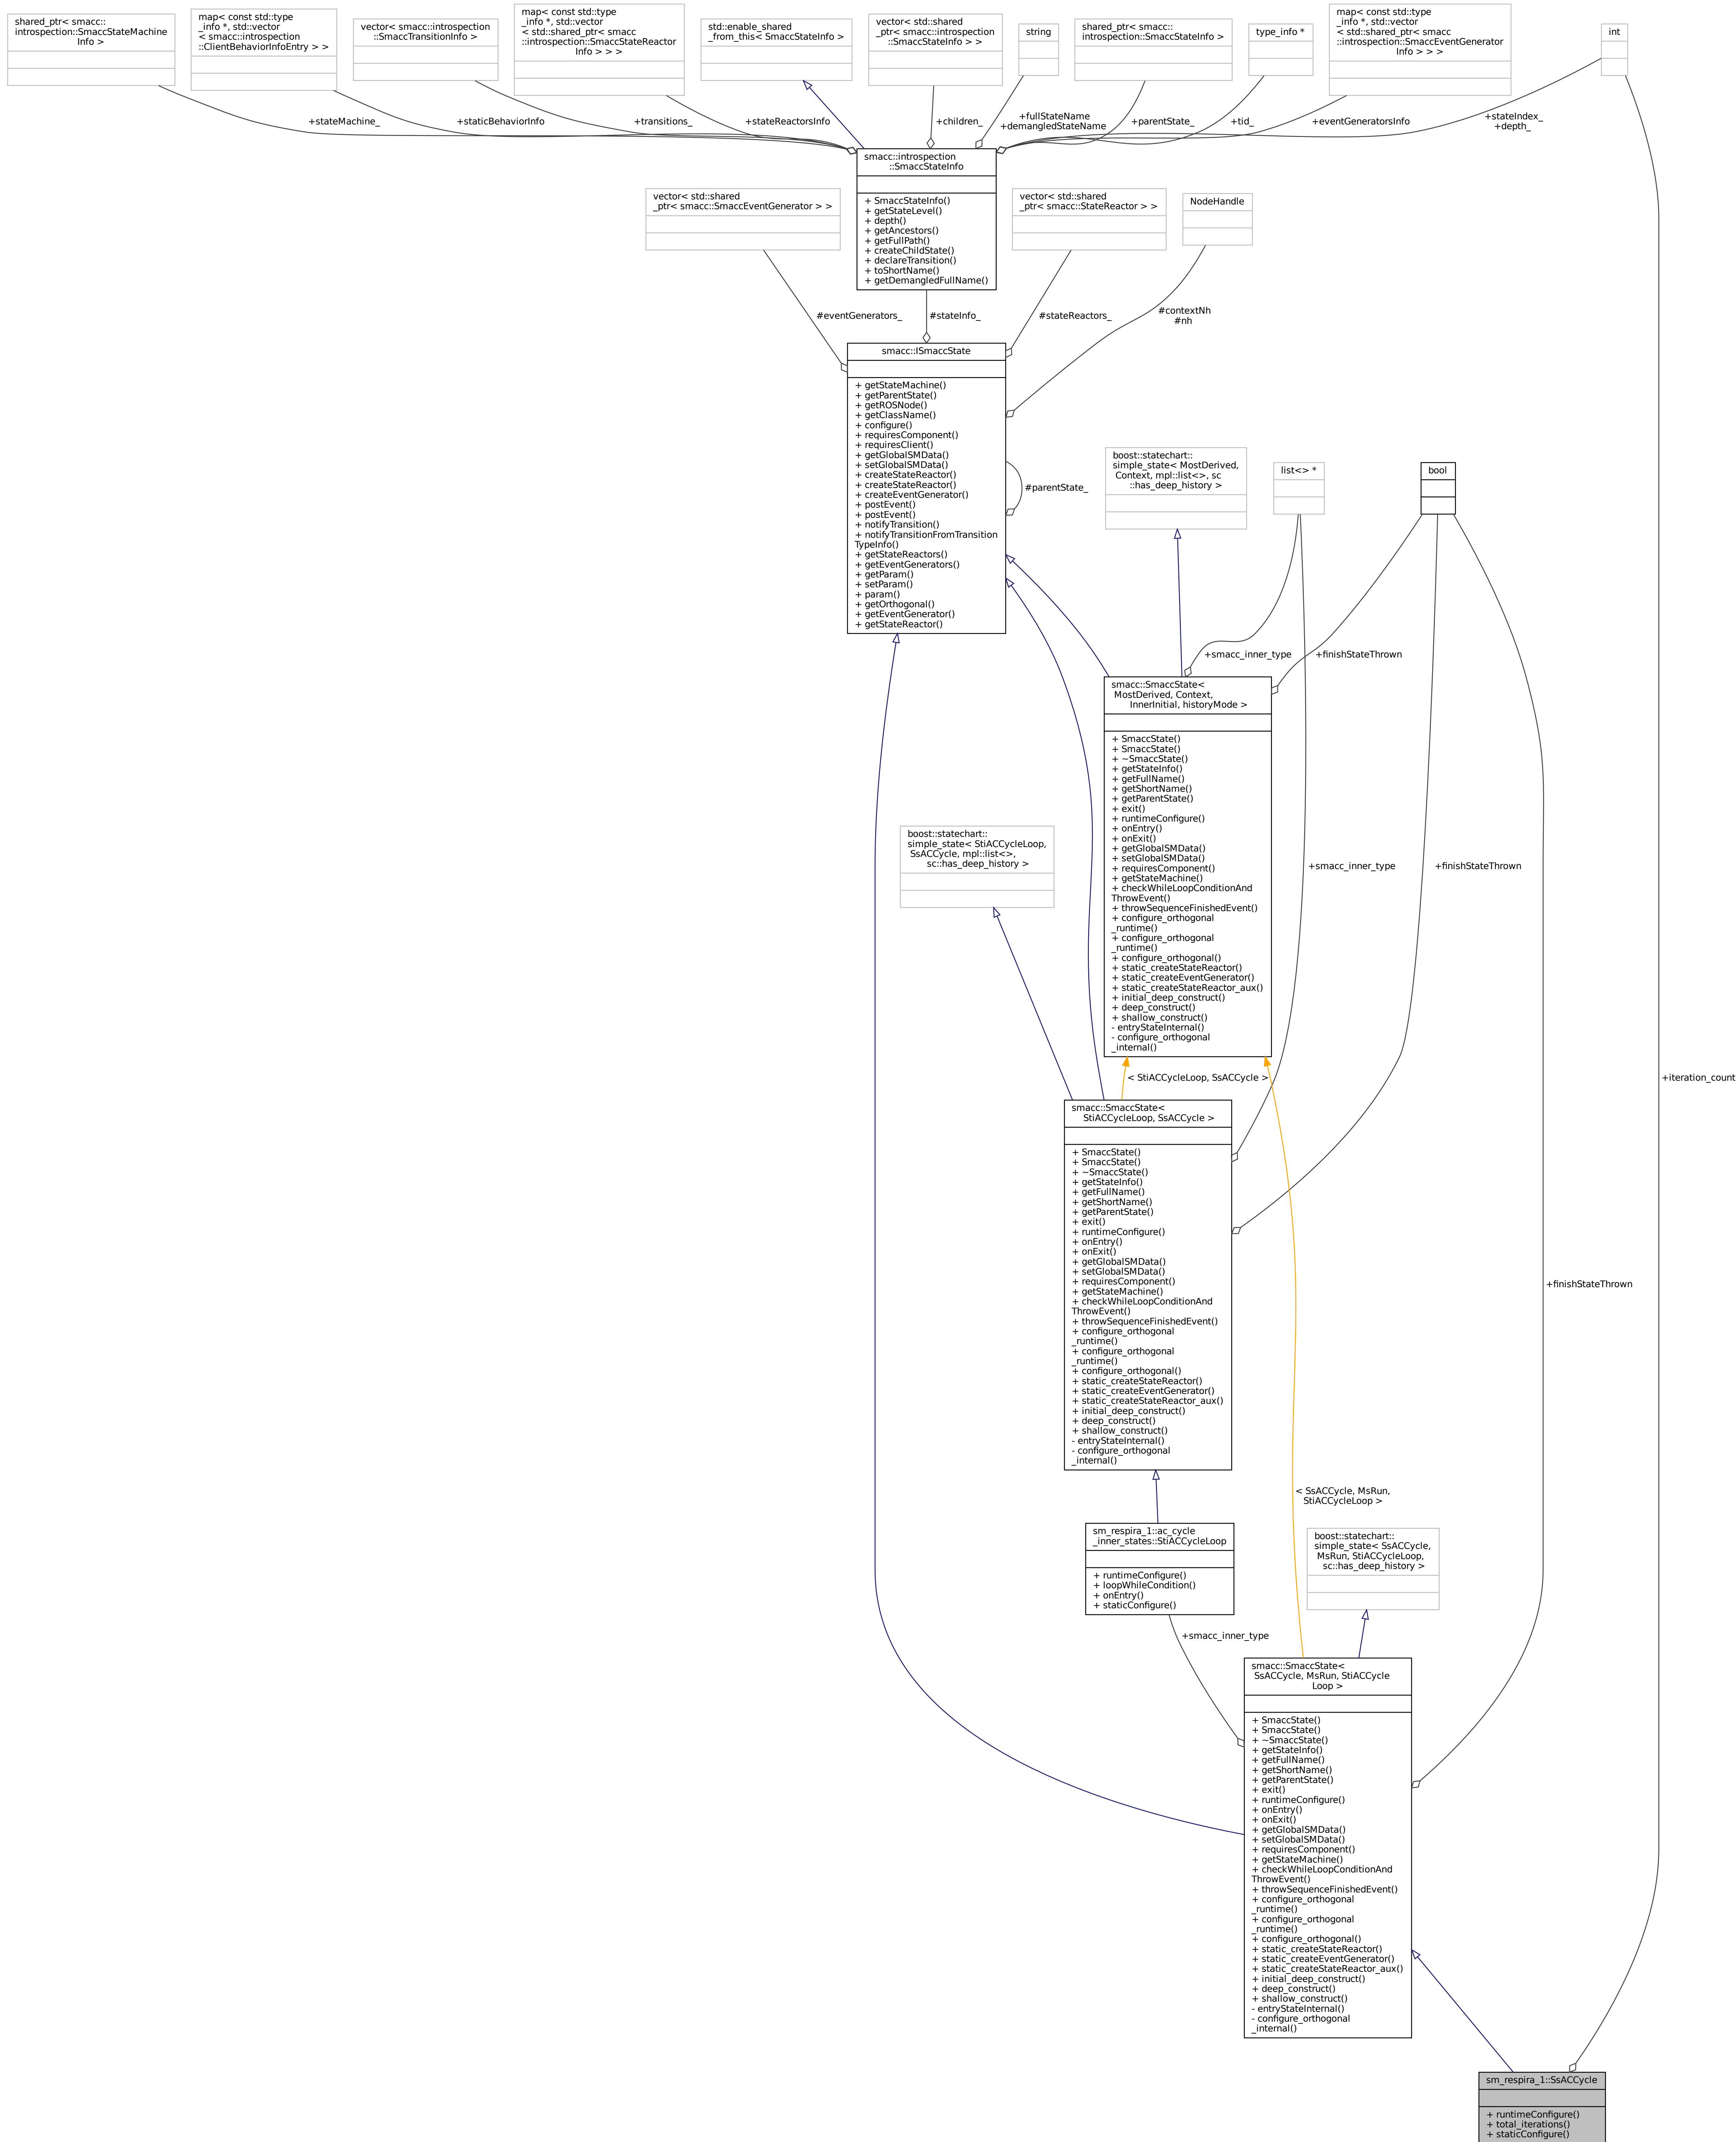 shared_ptr< smacc::
introspection::SmaccStateMachine
Info >
map< const std::type
_info *, std::vector
< smacc::introspection
::ClientBehaviorInfoEntry > >
vector< smacc::introspection
::SmaccTransitionInfo >
map< const std::type
_info *, std::vector
< std::shared_ptr< smacc
::introspection::SmaccStateReactor
Info > > >
std::enable_shared
_from_this< SmaccStateInfo >
vector< std::shared
_ptr< smacc::introspection
::SmaccStateInfo > >
string
shared_ptr< smacc::
introspection::SmaccStateInfo >
type_info *
map< const std::type
_info *, std::vector
< std::shared_ptr< smacc
::introspection::SmaccEventGenerator
Info > > >
int
+stateMachine_
+staticBehaviorInfo
+transitions_
+stateReactorsInfo
+children_
+fullStateName
+demangledStateName
+parentState_
+tid_
+eventGeneratorsInfo
+stateIndex_
+depth_
smacc::introspection
::SmaccStateInfo
+ SmaccStateInfo()
+ getStateLevel()
+ depth()
+ getAncestors()
+ getFullPath()
+ createChildState()
+ declareTransition()
+ toShortName()
+ getDemangledFullName()
vector< std::shared
_ptr< smacc::SmaccEventGenerator > >
vector< std::shared
_ptr< smacc::StateReactor > >
NodeHandle
#eventGenerators_
#stateInfo_
#stateReactors_
#contextNh
#nh
smacc::ISmaccState
+ getStateMachine()
+ getParentState()
+ getROSNode()
+ getClassName()
+ configure()
+ requiresComponent()
+ requiresClient()
+ getGlobalSMData()
+ setGlobalSMData()
+ createStateReactor()
+ createStateReactor()
+ createEventGenerator()
+ postEvent()
+ postEvent()
+ notifyTransition()
+ notifyTransitionFromTransition
TypeInfo()
+ getStateReactors()
+ getEventGenerators()
+ getParam()
+ setParam()
+ param()
+ getOrthogonal()
+ getEventGenerator()
+ getStateReactor()
#parentState_
boost::statechart::
simple_state< MostDerived,
Context, mpl::list<>, sc
::has_deep_history >
list<> *
bool
+smacc_inner_type
+finishStateThrown
smacc::SmaccState<
MostDerived, Context,
InnerInitial, historyMode >
+ SmaccState()
+ SmaccState()
+ ~SmaccState()
+ getStateInfo()
+ getFullName()
+ getShortName()
+ getParentState()
+ exit()
+ runtimeConfigure()
+ onEntry()
+ onExit()
+ getGlobalSMData()
+ setGlobalSMData()
+ requiresComponent()
+ getStateMachine()
+ checkWhileLoopConditionAnd
ThrowEvent()
+ throwSequenceFinishedEvent()
+ configure_orthogonal
_runtime()
+ configure_orthogonal
_runtime()
+ configure_orthogonal()
+ static_createStateReactor()
+ static_createEventGenerator()
+ static_createStateReactor_aux()
+ initial_deep_construct()
+ deep_construct()
+ shallow_construct()
- entryStateInternal()
- configure_orthogonal
_internal()
boost::statechart::
simple_state< StiACCycleLoop,
SsACCycle, mpl::list<>,
sc::has_deep_history >
+smacc_inner_type
+finishStateThrown
< StiACCycleLoop, SsACCycle >
+iteration_count
smacc::SmaccState<
StiACCycleLoop, SsACCycle >
+ SmaccState()
+ SmaccState()
+ ~SmaccState()
+ getStateInfo()
+ getFullName()
+ getShortName()
+ getParentState()
+ exit()
+ runtimeConfigure()
+ onEntry()
+ onExit()
+ getGlobalSMData()
+ setGlobalSMData()
+ requiresComponent()
+ getStateMachine()
+ checkWhileLoopConditionAnd
ThrowEvent()
+ throwSequenceFinishedEvent()
+ configure_orthogonal
_runtime()
+ configure_orthogonal
_runtime()
+ configure_orthogonal()
+ static_createStateReactor()
+ static_createEventGenerator()
+ static_createStateReactor_aux()
+ initial_deep_construct()
+ deep_construct()
+ shallow_construct()
- entryStateInternal()
- configure_orthogonal
_internal()
+finishStateThrown
< SsACCycle, MsRun,
StiACCycleLoop >
sm_respira_1::ac_cycle
_inner_states::StiACCycleLoop
+ runtimeConfigure()
+ loopWhileCondition()
+ onEntry()
+ staticConfigure()
boost::statechart::
simple_state< SsACCycle,
MsRun, StiACCycleLoop,
sc::has_deep_history >
+smacc_inner_type
smacc::SmaccState<
SsACCycle, MsRun, StiACCycle
Loop >
+ SmaccState()
+ SmaccState()
+ ~SmaccState()
+ getStateInfo()
+ getFullName()
+ getShortName()
+ getParentState()
+ exit()
+ runtimeConfigure()
+ onEntry()
+ onExit()
+ getGlobalSMData()
+ setGlobalSMData()
+ requiresComponent()
+ getStateMachine()
+ checkWhileLoopConditionAnd
ThrowEvent()
+ throwSequenceFinishedEvent()
+ configure_orthogonal
_runtime()
+ configure_orthogonal
_runtime()
+ configure_orthogonal()
+ static_createStateReactor()
+ static_createEventGenerator()
+ static_createStateReactor_aux()
+ initial_deep_construct()
+ deep_construct()
+ shallow_construct()
- entryStateInternal()
- configure_orthogonal
_internal()
sm_respira_1::SsACCycle
+ runtimeConfigure()
+ total_iterations()
+ staticConfigure()